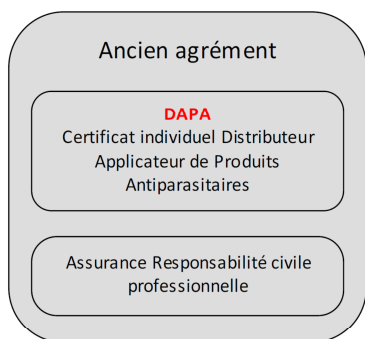 Ancien agrément
DAPA
Certificat individuel Distributeur
Applicateur de Produits
Antiparasitaires
Assurance Responsabilité civile
professionnelle